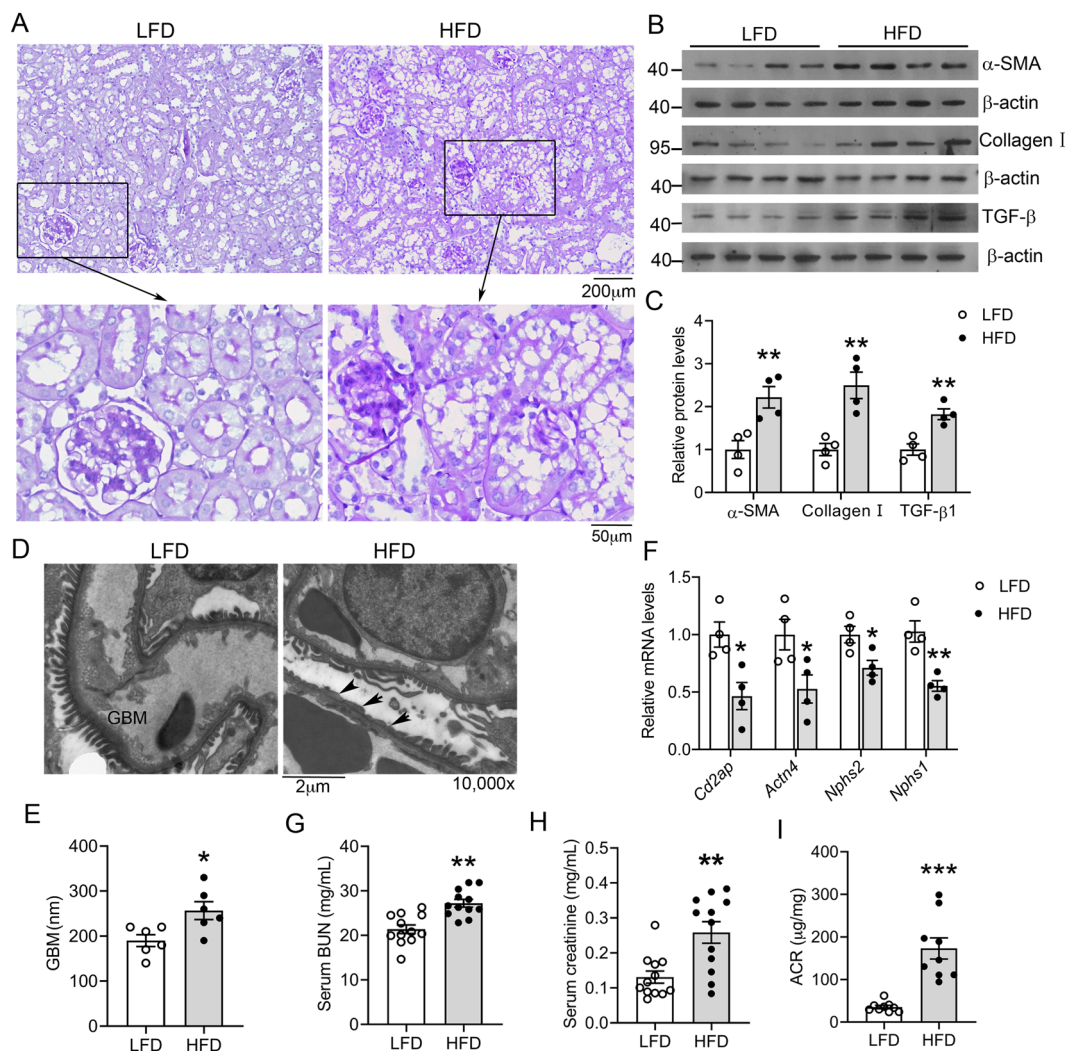 A
LFD
HFD
200μm
50μm
B
LFD
HFD
40
α-SMA
40
β-actin
95
Collagen I
40
β-actin
40
TGF-β
40
β-actin
C
LFD
HFD
Relative protein levels
4
3
2
1
0
**
**
**
α-SMA
Collagen I
TGF-β1
D
LFD
HFD
GBM
2μm
10,000x
F
LFD
HFD
Relative mRNA levels
1.5
1.0
0.5
0.0
*
*
*
**
Cd2ap
Actn4
Nphs2
Nphs1
E
GBM(nm)
400
300
200
100
0
*
LFD
HFD
G
Serum BUN (mg/mL)
40
30
20
10
0
**
LFD
HFD
H
Serum creatinine (mg/mL)
0.5
0.4
0.3
0.2
0.1
0.0
**
LFD
HFD
I
ACR (μg/mg)
400
300
200
100
0
***
LFD
HFD